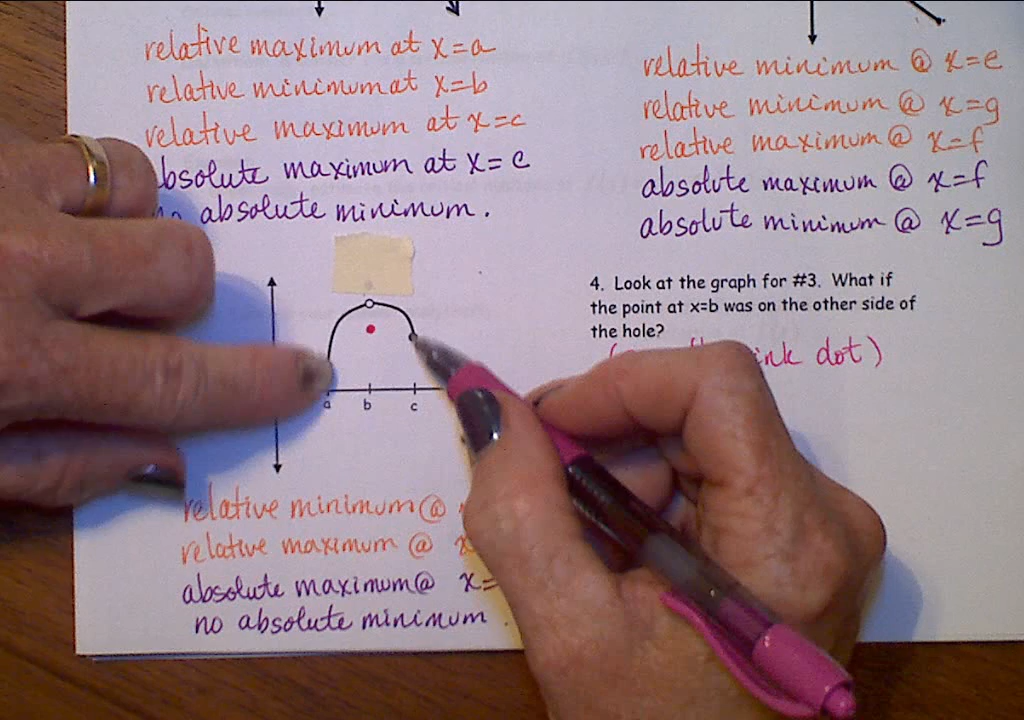 relative maximum at x=a
relative minimum at x=b
relative maximum at x=c
absolute maximum at x=c
no absolute minimum.
relative minimum @ x=e
relative minimum @ x=g
relative maximum @ x=f
absolute maximum @ x=f
absolute minimum @ x=g
4. Look at the graph for #3. What if
the point at x=b was on the other side of
the hole?
dot)
a b c
relative minimum @
relative maximum @ x
absolute maximum @ x=
no absolute minimum